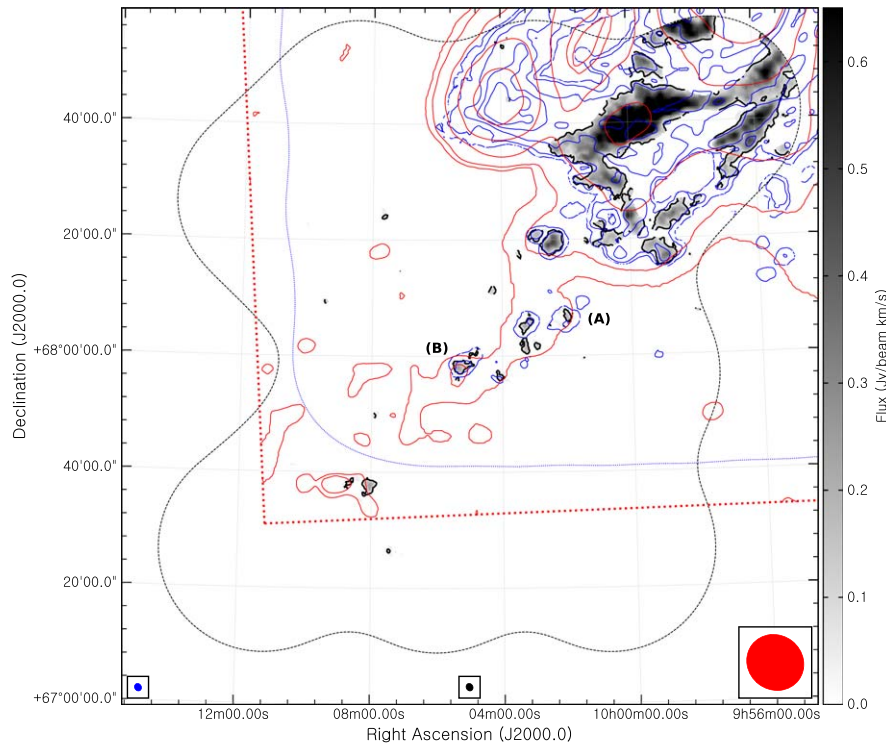 40'00.0"
20'00.0"
+68°00'00.0"
40'00.0"
20'00.0"
+67°00'00.0"
Declination (J2000.0)
(A)
(B)
12m00.00s
08m00.00s
04m00.00s
10h00m00.00s
9h56m00.00s
Right Ascension (J2000.0)
0.6
0.5
0.4
0.3
0.2
0.1
0.0
Flux (Jy/beam km/s)